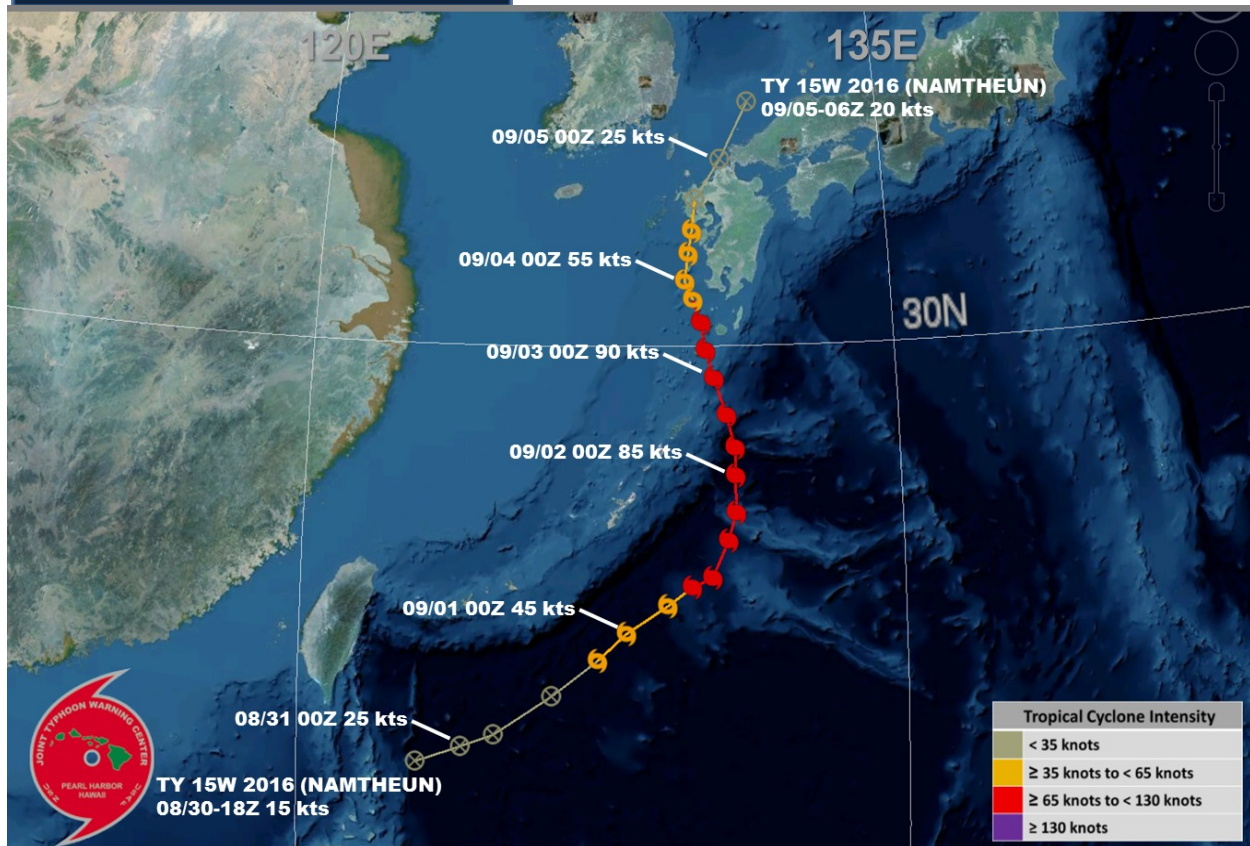 120E
135E
TY 15W 2016 (NAMTHEUN)
09/05-06Z 20 kts
09/05 00Z 25 kts
09/04 00Z 55 kts
30N
09/03 00Z 90 kts
09/02 00Z 85 kts
09/01 00Z 45 kts
08/31 00Z 25 kts
TY 15W 2016 (NAMTHEUN)
08/30-18Z 15 kts
JOINT TYPHOON WARNING CENTER
PEARL HARBOR
HAWAII
Tropical Cyclone Intensity
< 35 knots
≥ 35 knots to < 65 knots
≥ 65 knots to < 130 knots
≥ 130 knots